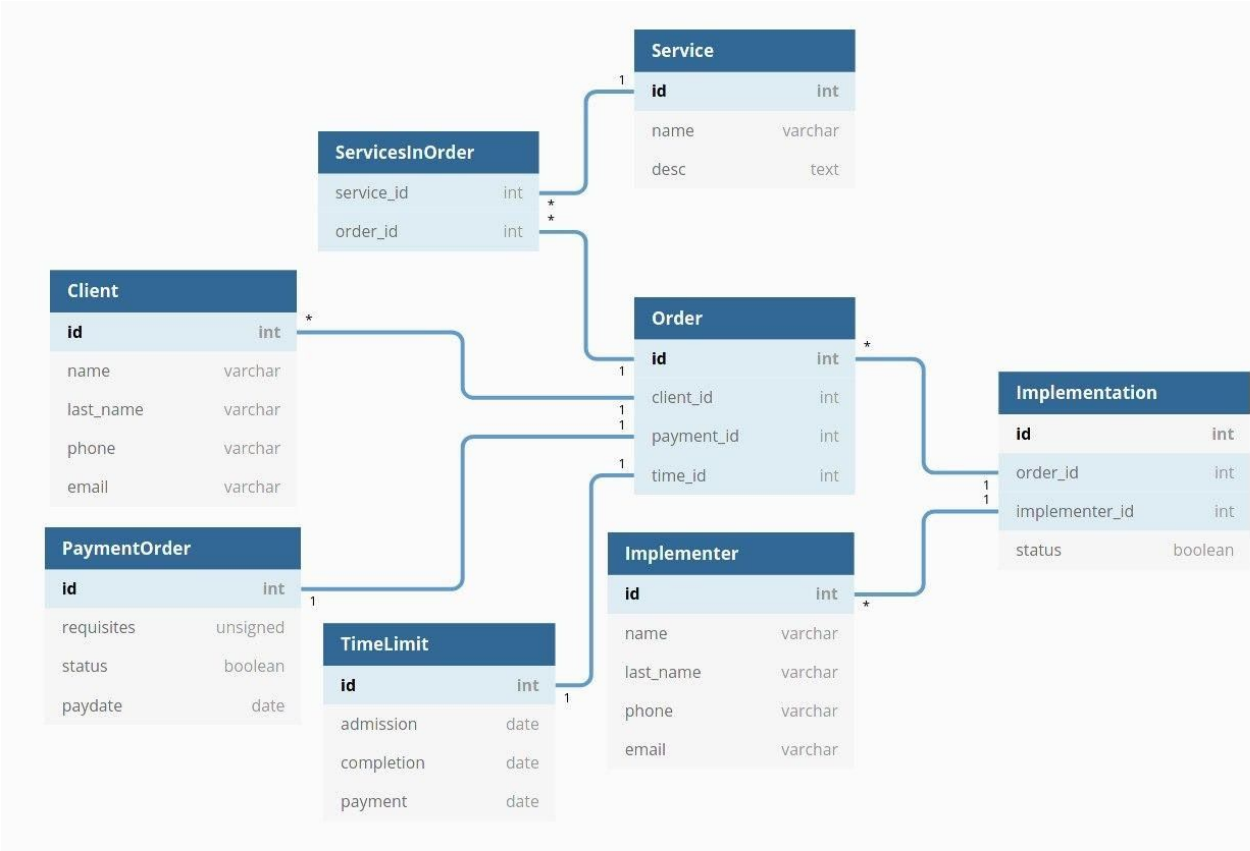 Service
id int
name varchar
desc text
1
ServicesInOrder
service_id int
order_id int
*
*
Client
id int
name varchar
last_name varchar
phone varchar
email varchar
*
Order
id int
client_id int
payment_id int
time_id int
1
1
1
1
*
Implementation
id int
order_id int
implementer_id int
status boolean
1
1
PaymentOrder
id int
requisites unsigned
status boolean
paydate date
1
Implementer
id int
name varchar
last_name varchar
phone varchar
email varchar
*
TimeLimit
id int
admission date
completion date
payment date
1